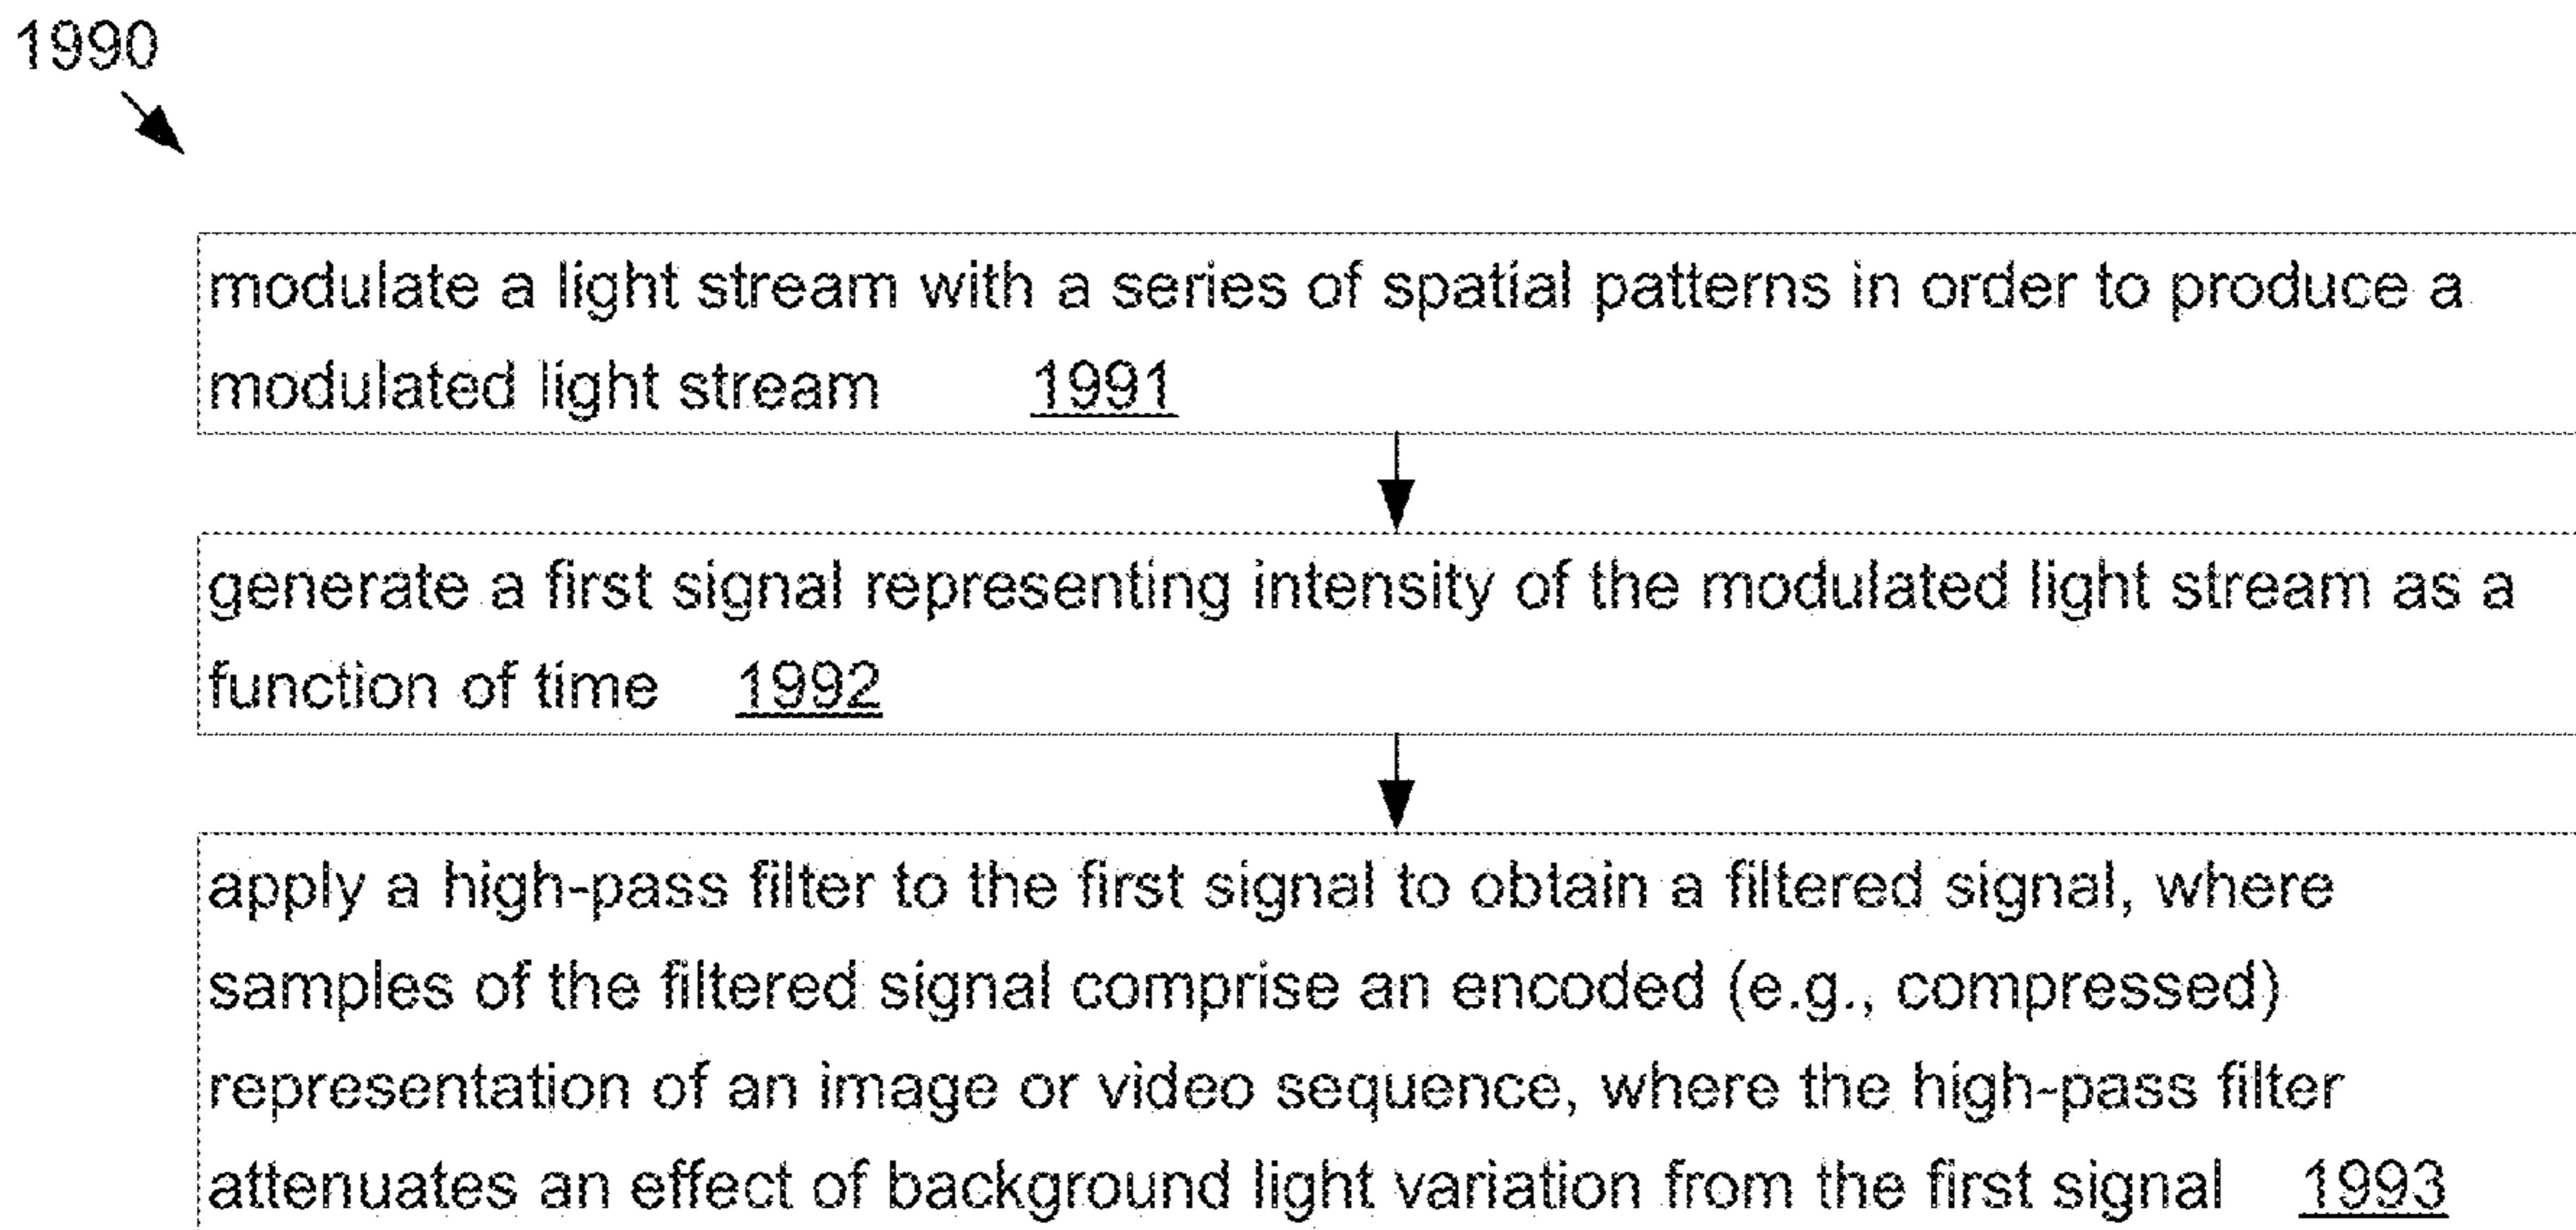 1990
modulate a light stream with a series of spatial patterns in order to produce a
modulated light stream 1991
generate a first signal representing intensity of the modulated light stream as a
function of time 1992
apply a high-pass filter to the first signal to obtain a filtered signal, where
samples of the filtered signal comprise an encoded (e.g., compressed)
representation of an image or video sequence, where the high-pass filter
attenuates an effect of background light variation from the first signal 1993